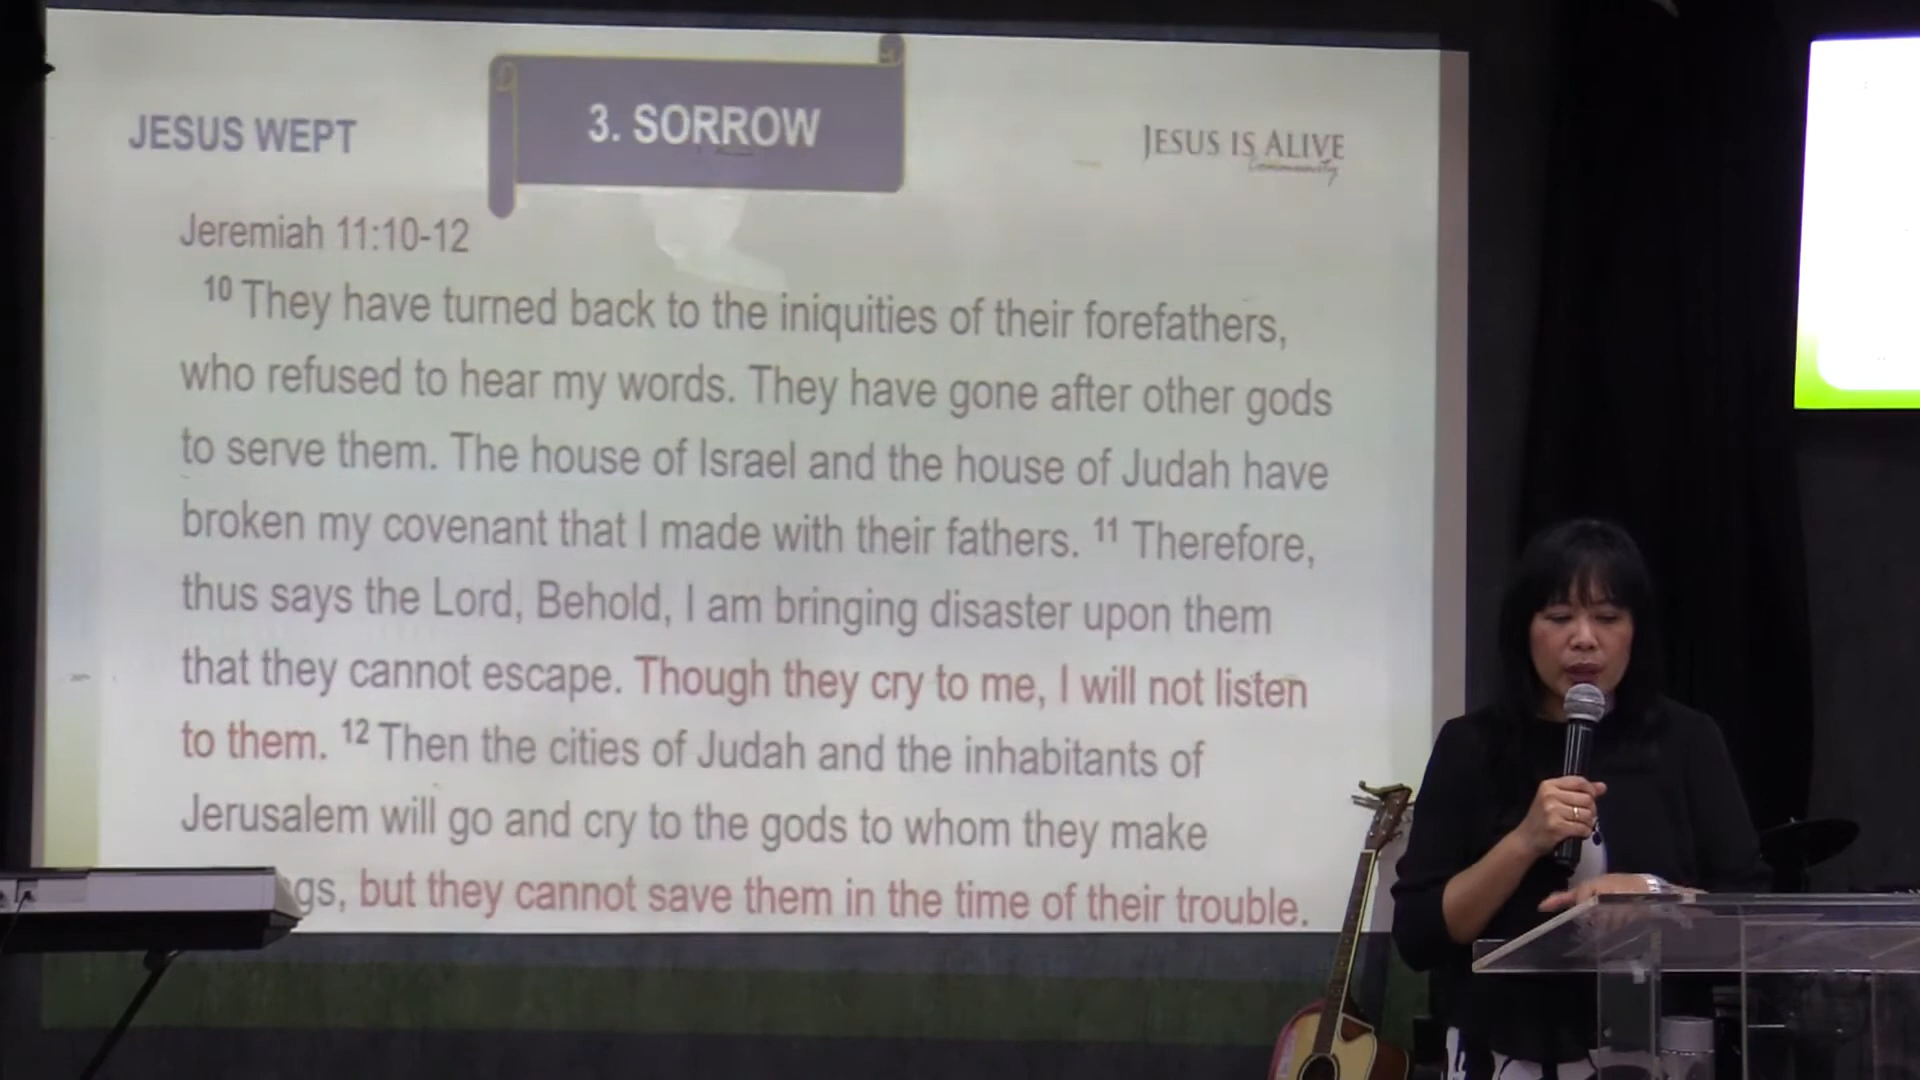 JESUS WEPT
3. SORROW
JESUS IS ALIVE
Community
Jeremiah 11:10-12
10 They have turned back to the iniquities of their forefathers,
who refused to hear my words. They have gone after other gods
to serve them. The house of Israel and the house of Judah have
broken my covenant that I made with their fathers. 11 Therefore,
thus says the Lord, Behold, I am bringing disaster upon them
that they cannot escape. Though they cry to me, I will not listen
to them. 12 Then the cities of Judah and the inhabitants of
Jerusalem will go and cry to the gods to whom they make
gs, but they cannot save them in the time of their trouble.